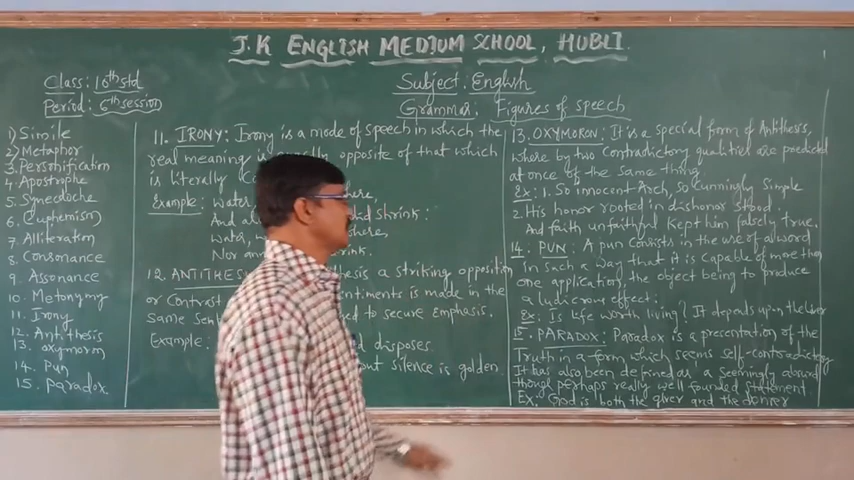 J.K ENGLISH MEDIUM SCHOOL, HUBLI.
Class: 10th std
Period: 6th session
Subject: English
Grammar: Figures of speech
1) Simile
2) Metaphor
3. Personification
4. Apostrophe
5. Synecdoche
6. (Euphemism)
7. Alliteration
8. Consonance
9. Assonance
10. Metonymy
11. Irony
12. Antithesis
13. oxymorm
14. Pun
15. Paradox
11. IRONY: Irony is a mode of speech in which the
real meaning is exactly opposite of that which
is literally
Example: water
And al did shrink:
water, w
Nor an drink.
12. ANTITHES thesis a striking opposition
or Contrast ntiments is made in the
same sen ed to secure emphasis.
Example: d disposes
but silence is golden.
13. OXYMORON: It is a special form of Antithesis,
where by two Contradictory qualities are predicted
at once of the same thing.
Ex: 1. So innocent Arch, so Cunningly Simple
2. His honor rooted in dishonor stood
And faith unfaithful kept him falsely true.
14. PUN: A pun consists in the use of a word
in such a way that it is capable of more than
one application, the object being to produce
a ludicrous effect:
Ex: Is life worth living? It depends upon the liver
15. PARADOX: Paradox is a presentation of the
Truth in a form which seems self-contradictory
It has also been defined as 'a seemingly absurd
though perhaps really well founded statement
Ex: God is both the giver and the